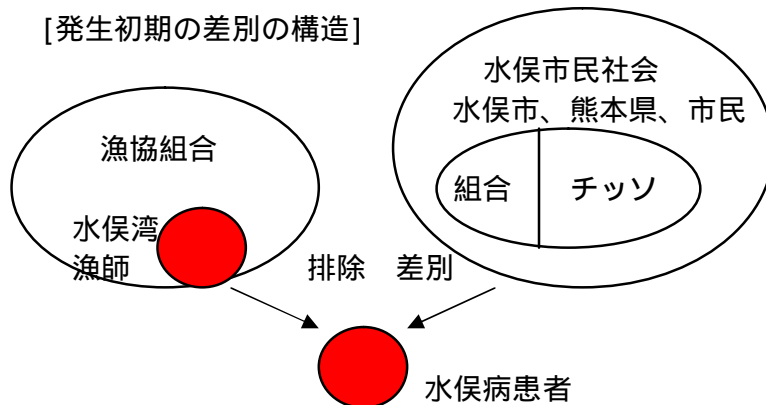 [発生初期の差別の構造]
水俣市民社会
水俣市、熊本県、市民
漁協組合
組合
チッソ
水俣湾
漁師
排除　差別
水俣病患者